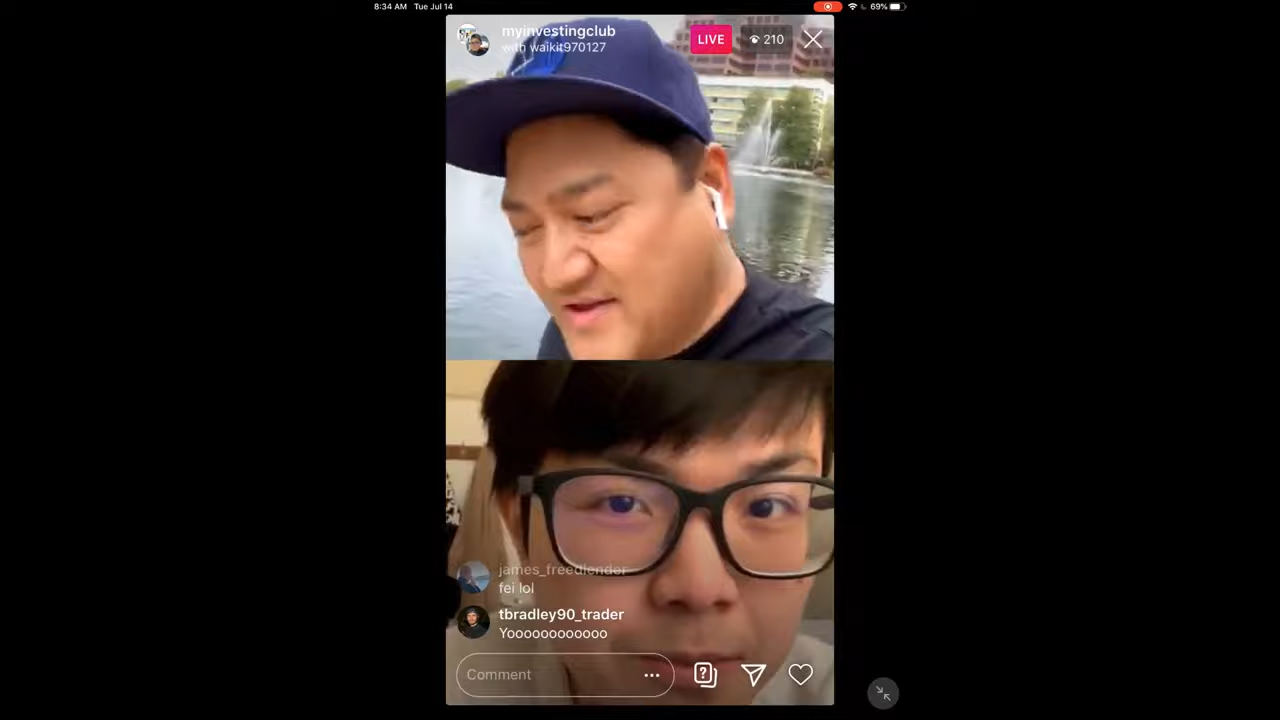 8:34 AM Tue Jul 14
69%
myinvestingclub
with waikit970127
LIVE
210
james_freedlender
fei lol
tbradley90_trader
Yoooooooooooo
Comment